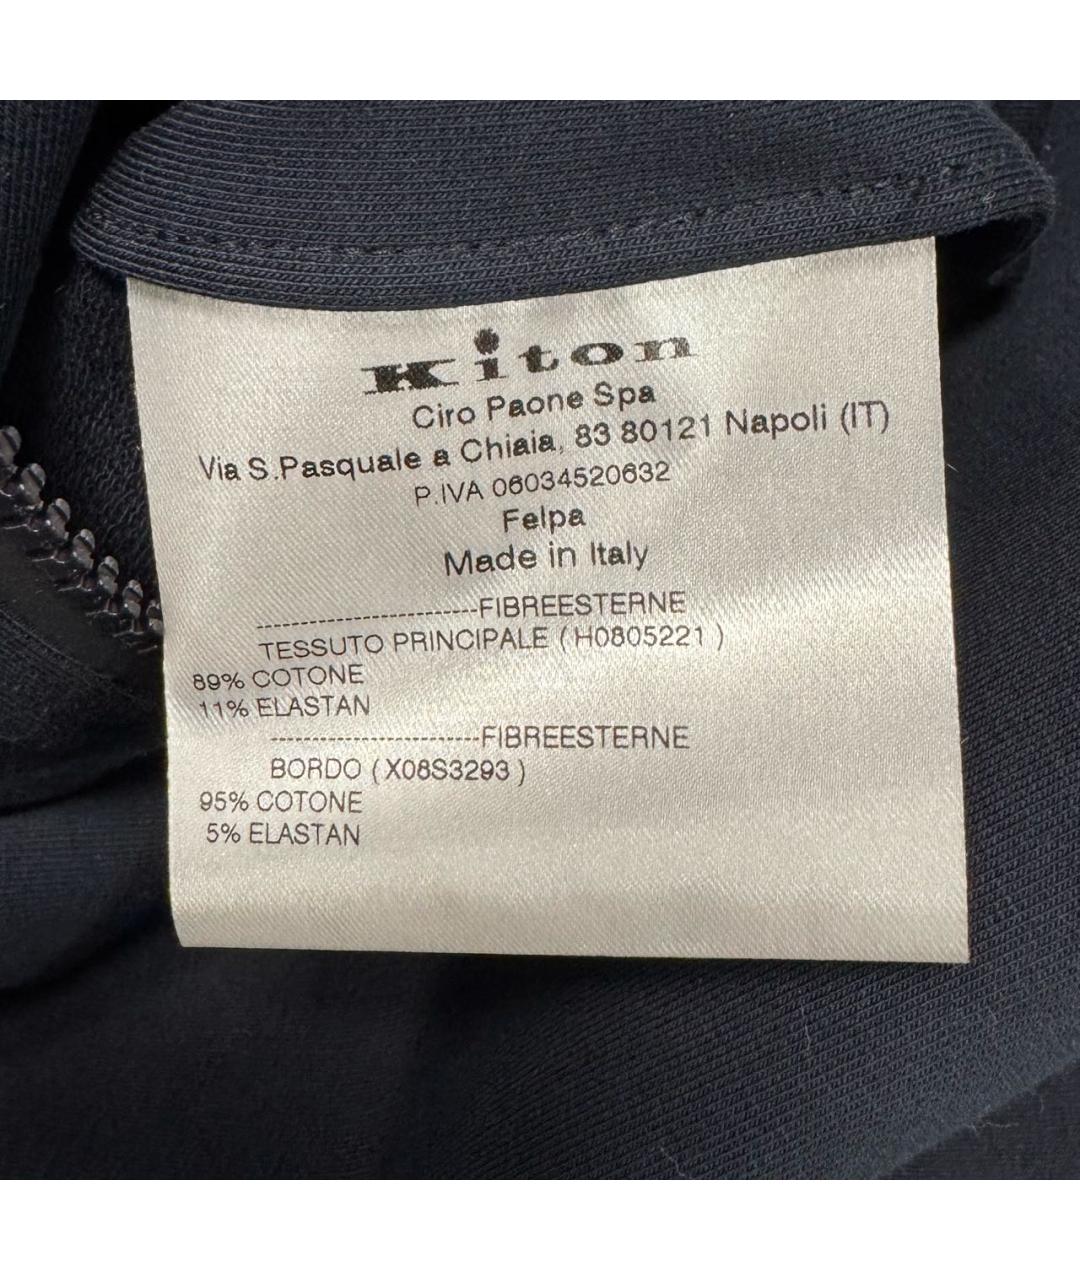 Kiton
Ciro Paone Spa
Via S.Pasquale a Chiaia, 83 80121 Napoli (IT)
P.IVA 06034520632
Felpa
Made in Italy
--------------------------FIBREESTERNE
TESSUTO PRINCIPALE ( H0805221 )
89% COTONE
11% ELASTAN
--------------------------FIBREESTERNE
BORDO ( X08S3293 )
95% COTONE
5% ELASTAN